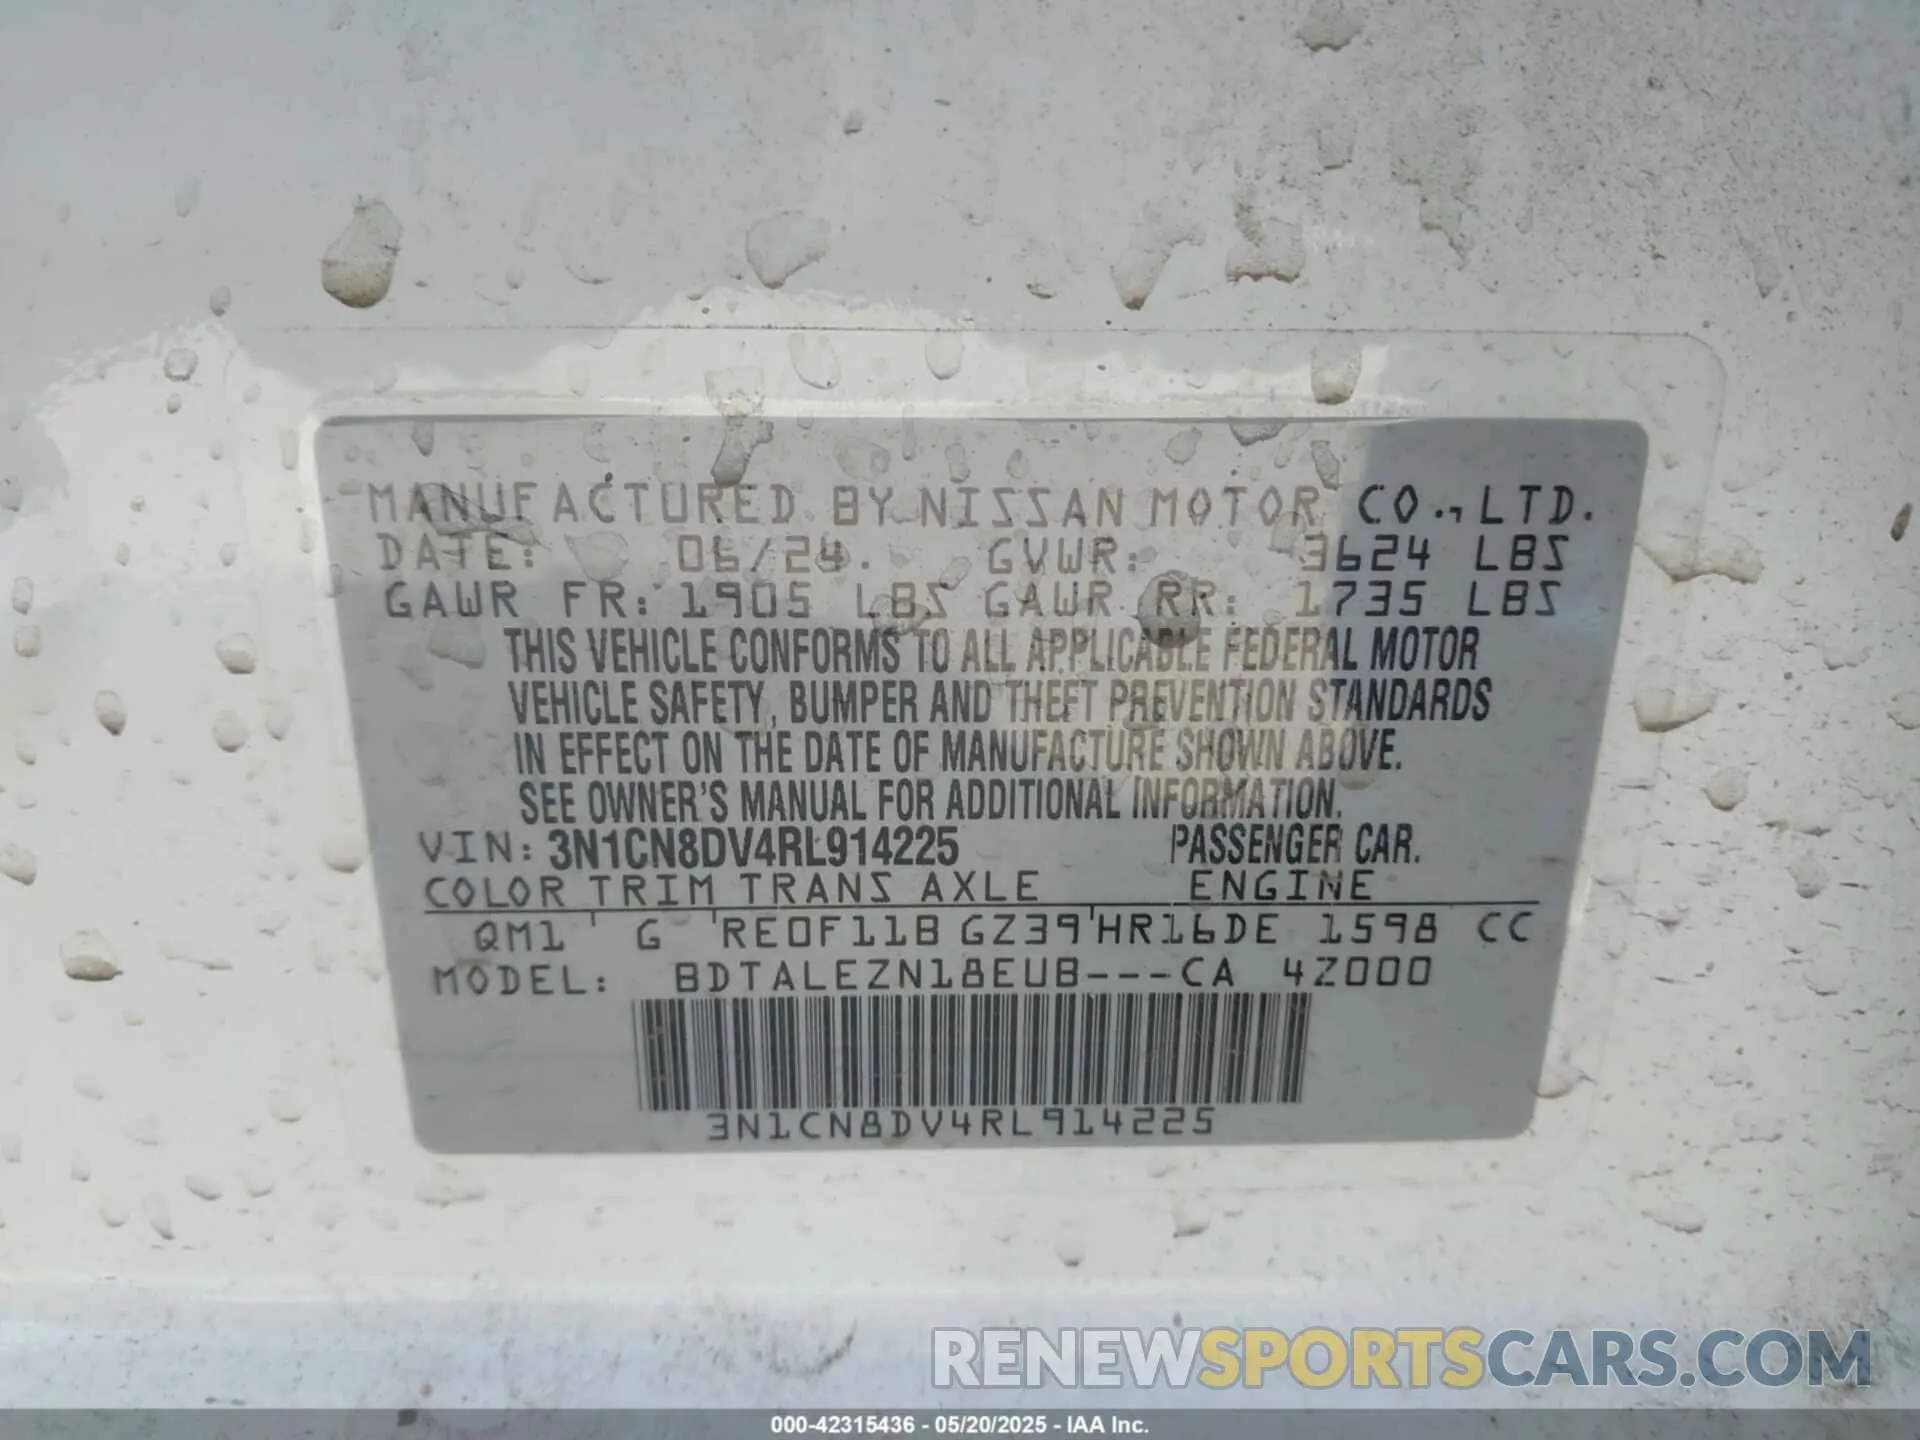 MANUFACTURED BY NISSAN MOTOR CO., LTD.
DATE: 06/24. GVWR: 3624 LBS
GAWR FR: 1905 LBS GAWR RR: 1735 LBS
THIS VEHICLE CONFORMS TO ALL APPLICABLE FEDERAL MOTOR
VEHICLE SAFETY, BUMPER AND THEFT PREVENTION STANDARDS
IN EFFECT ON THE DATE OF MANUFACTURE SHOWN ABOVE.
SEE OWNER'S MANUAL FOR ADDITIONAL INFORMATION.
VIN: 3N1CN8DV4RL914225 PASSENGER CAR.
COLOR TRIM TRANS AXLE ENGINE
QM1 ' G 'RE0F11B GZ39'HR16DE 1598 CC
MODEL: BDTALEZN18EUB---CA 4Z000
3N1CN8DV4RL914225
RENEWSPORTSCARS.COM
000-42315436 - 05/20/2025 - IAA Inc.